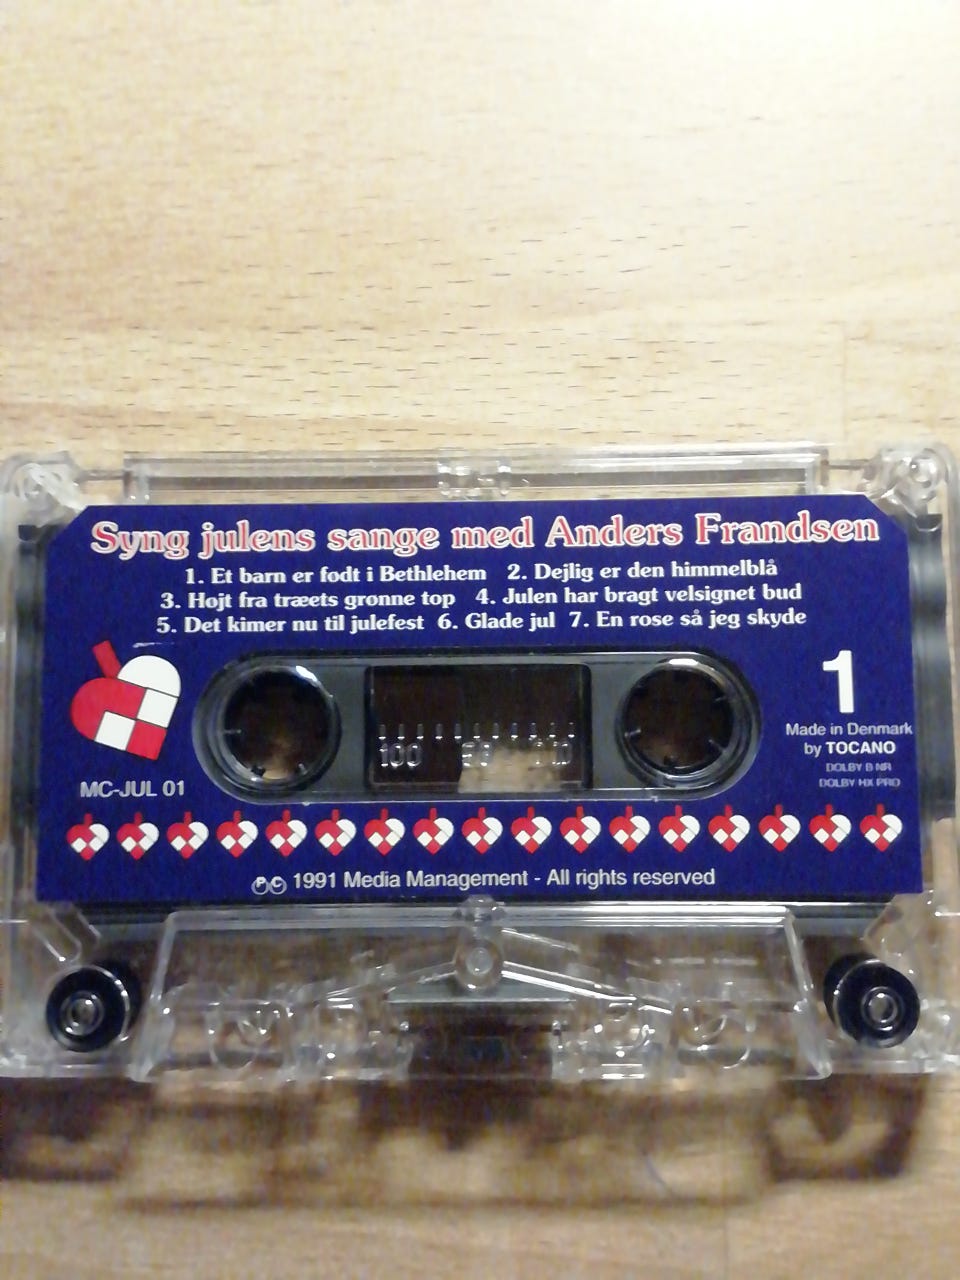 Syng julens sange med Anders Frandsen
1. Et barn er født i Bethlehem 2. Dejlig er den himmelblå
3. Højt fra træets grønne top 4. Julen har bragt velsignet bud
5. Det kimer nu til julefest 6. Glade jul 7. En rose så jeg skyde
1
Made in Denmark
by TOCANO
DOLBY B NR
DOLBY HX PRO
MC-JUL 01
100 50
Ⓟ© 1991 Media Management - All rights reserved